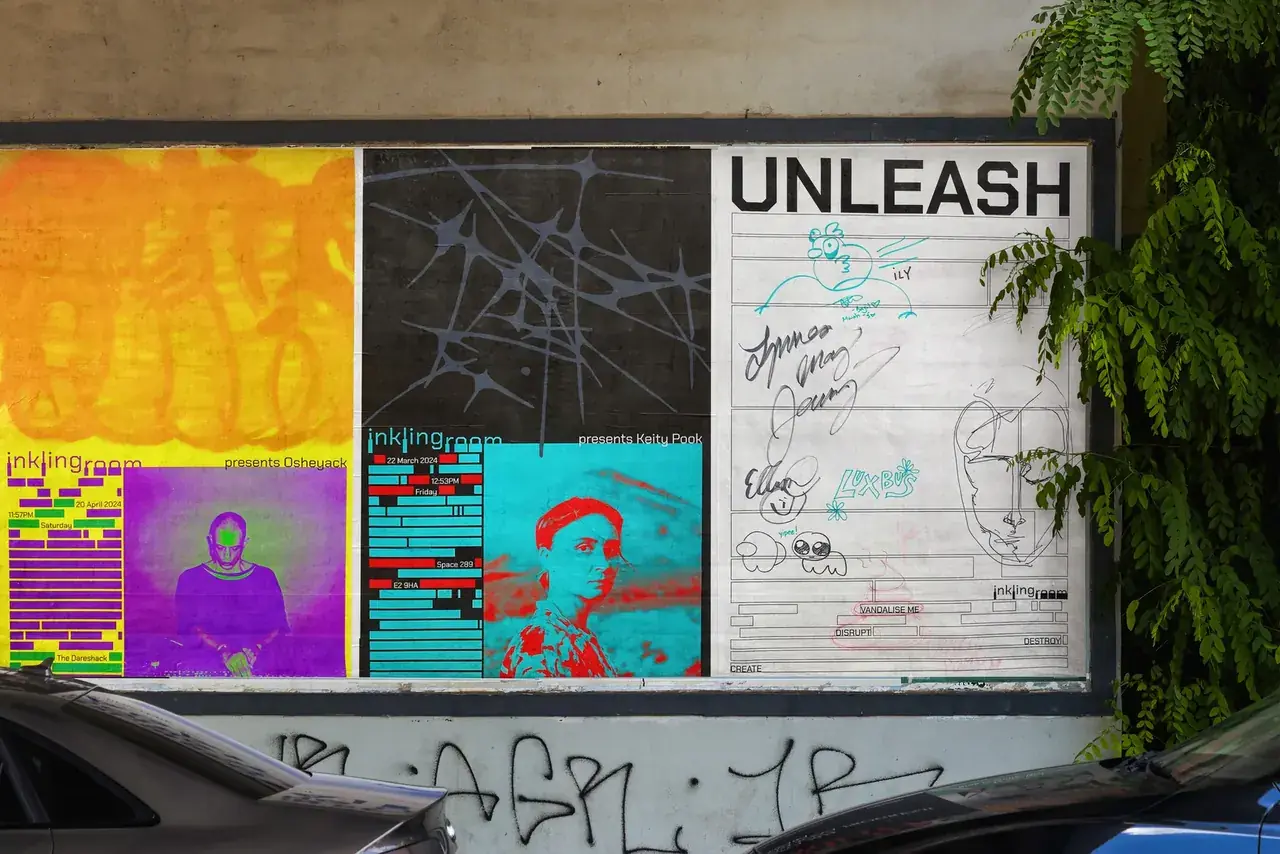 inklingroom
presents Osheyack
20 April 2024
11:57PM
Saturday
The Dareshack
inklingroom
presents Keity Pook
22 March 2024
12:53PM
Friday
Space 289
E2 9HA
UNLEASH
iLY
Ellen
LUXBUS
yipee!
inklingroom
VANDALISE ME
DISRUPT
DESTROY
CREATE